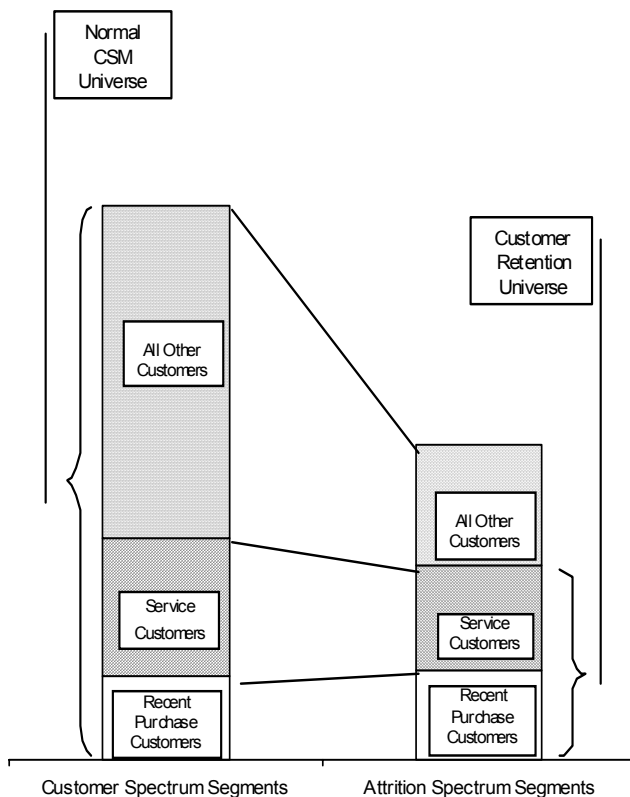 Normal
CSM
Universe
Customer
Retention
Universe
All Other
Customers
All Other
Customers
Service
Customers
Service
Customers
Recent
Purchase
Customers
Recent
Purchase
Customers
Customer Spectrum Segments
Attrition Spectrum Segments